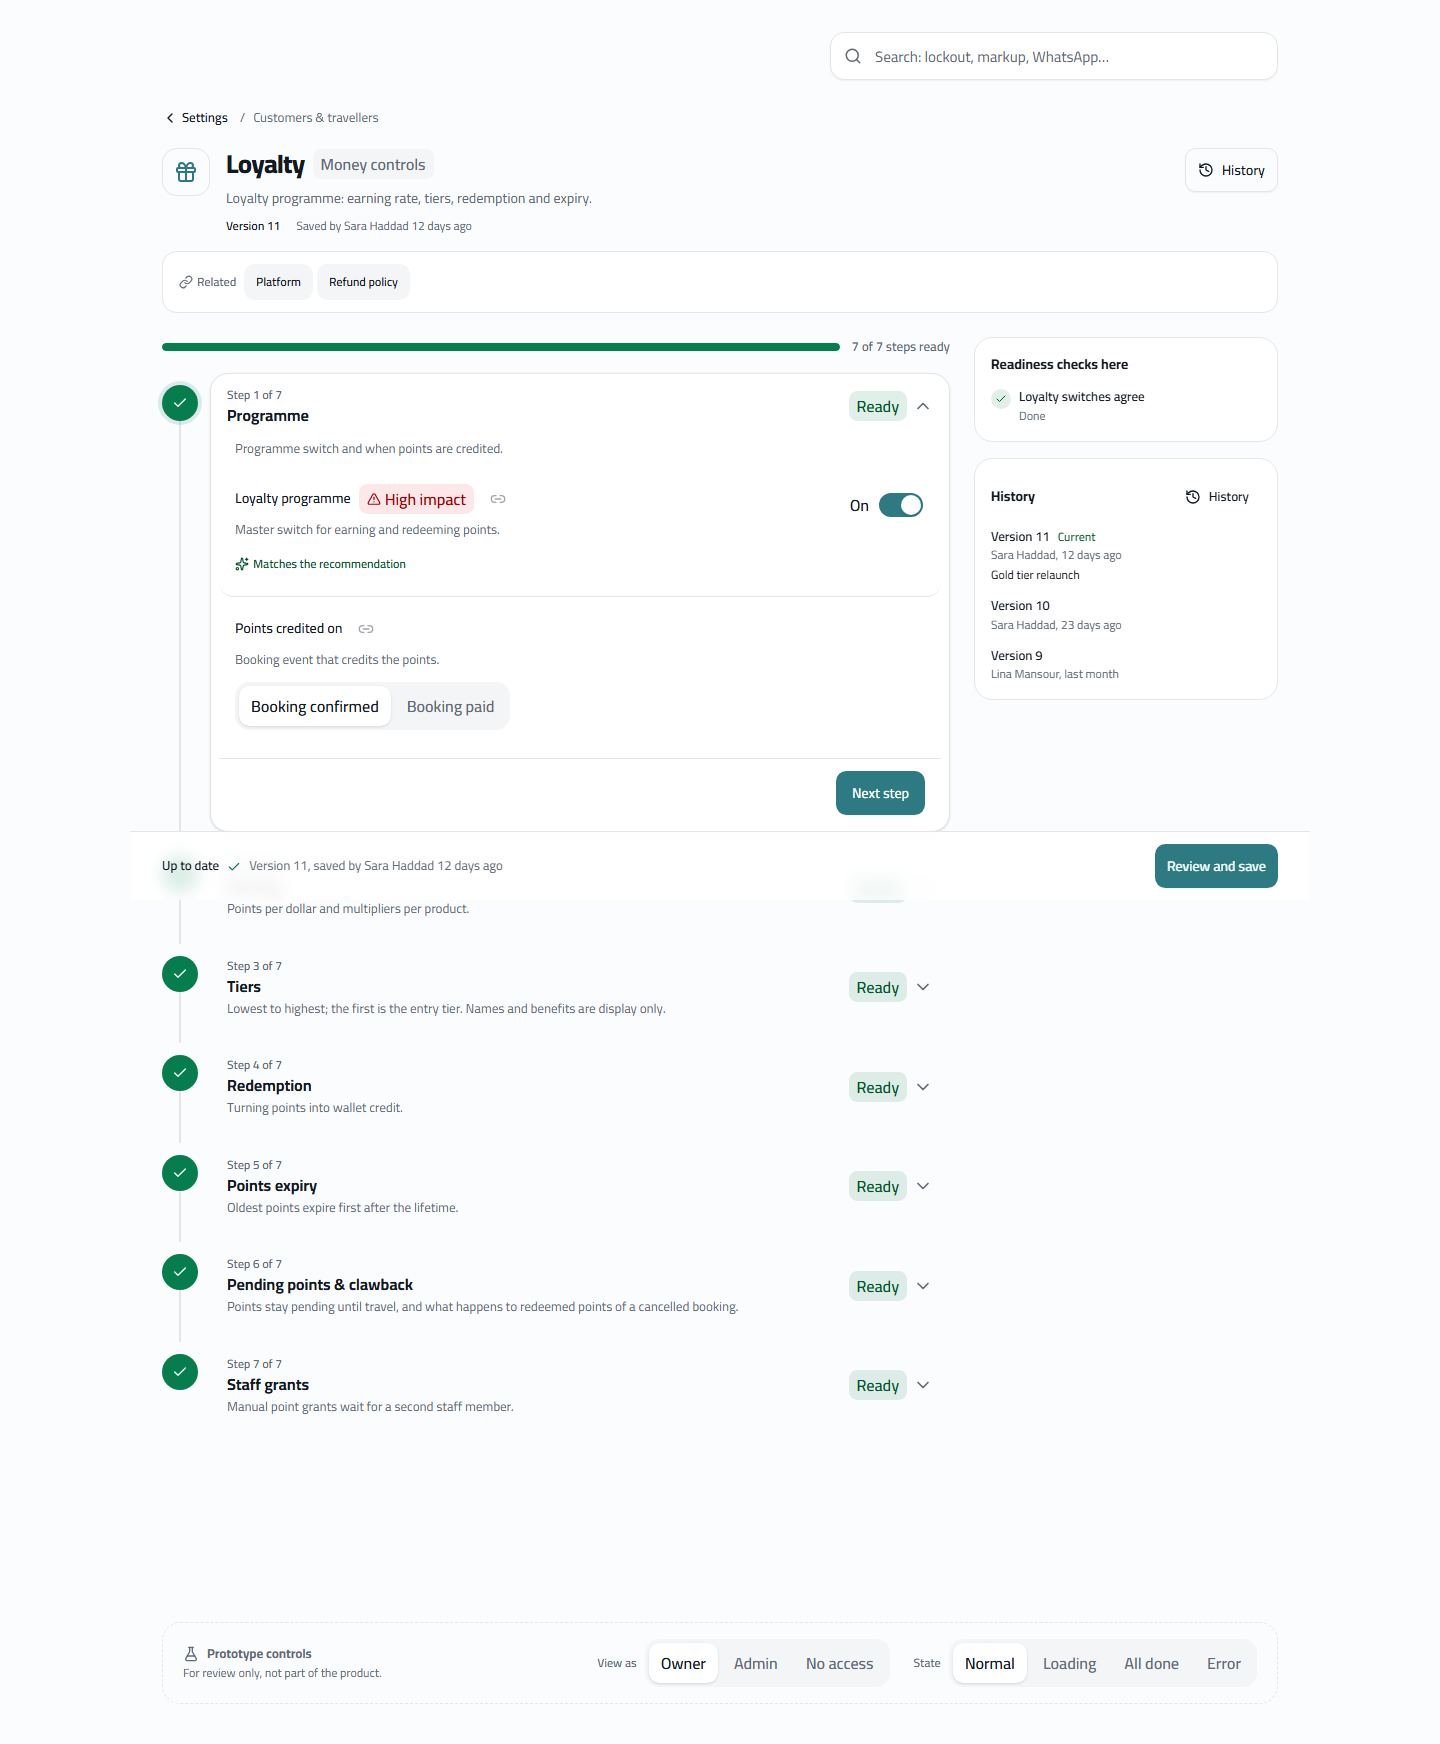 Search: lockout, markup, WhatsApp...
Settings / Customers & travellers
Loyalty Money controls
History
Loyalty programme: earning rate, tiers, redemption and expiry.
Version 11 Saved by Sara Haddad 12 days ago
Related Platform Refund policy
7 of 7 steps ready
Step 1 of 7
Programme
Ready
Programme switch and when points are credited.
Loyalty programme High impact
On
Master switch for earning and redeeming points.
Matches the recommendation
Points credited on
Booking event that credits the points.
Booking confirmed Booking paid
Next step
Readiness checks here
Loyalty switches agree
Done
History History
Version 11 Current
Sara Haddad, 12 days ago
Gold tier relaunch
Version 10
Sara Haddad, 23 days ago
Version 9
Lina Mansour, last month
Up to date Version 11, saved by Sara Haddad 12 days ago
Review and save
Points per dollar and multipliers per product.
Step 3 of 7
Tiers
Ready
Lowest to highest; the first is the entry tier. Names and benefits are display only.
Step 4 of 7
Redemption
Ready
Turning points into wallet credit.
Step 5 of 7
Points expiry
Ready
Oldest points expire first after the lifetime.
Step 6 of 7
Pending points & clawback
Ready
Points stay pending until travel, and what happens to redeemed points of a cancelled booking.
Step 7 of 7
Staff grants
Ready
Manual point grants wait for a second staff member.
Prototype controls
For review only, not part of the product.
View as Owner Admin No access
State Normal Loading All done Error